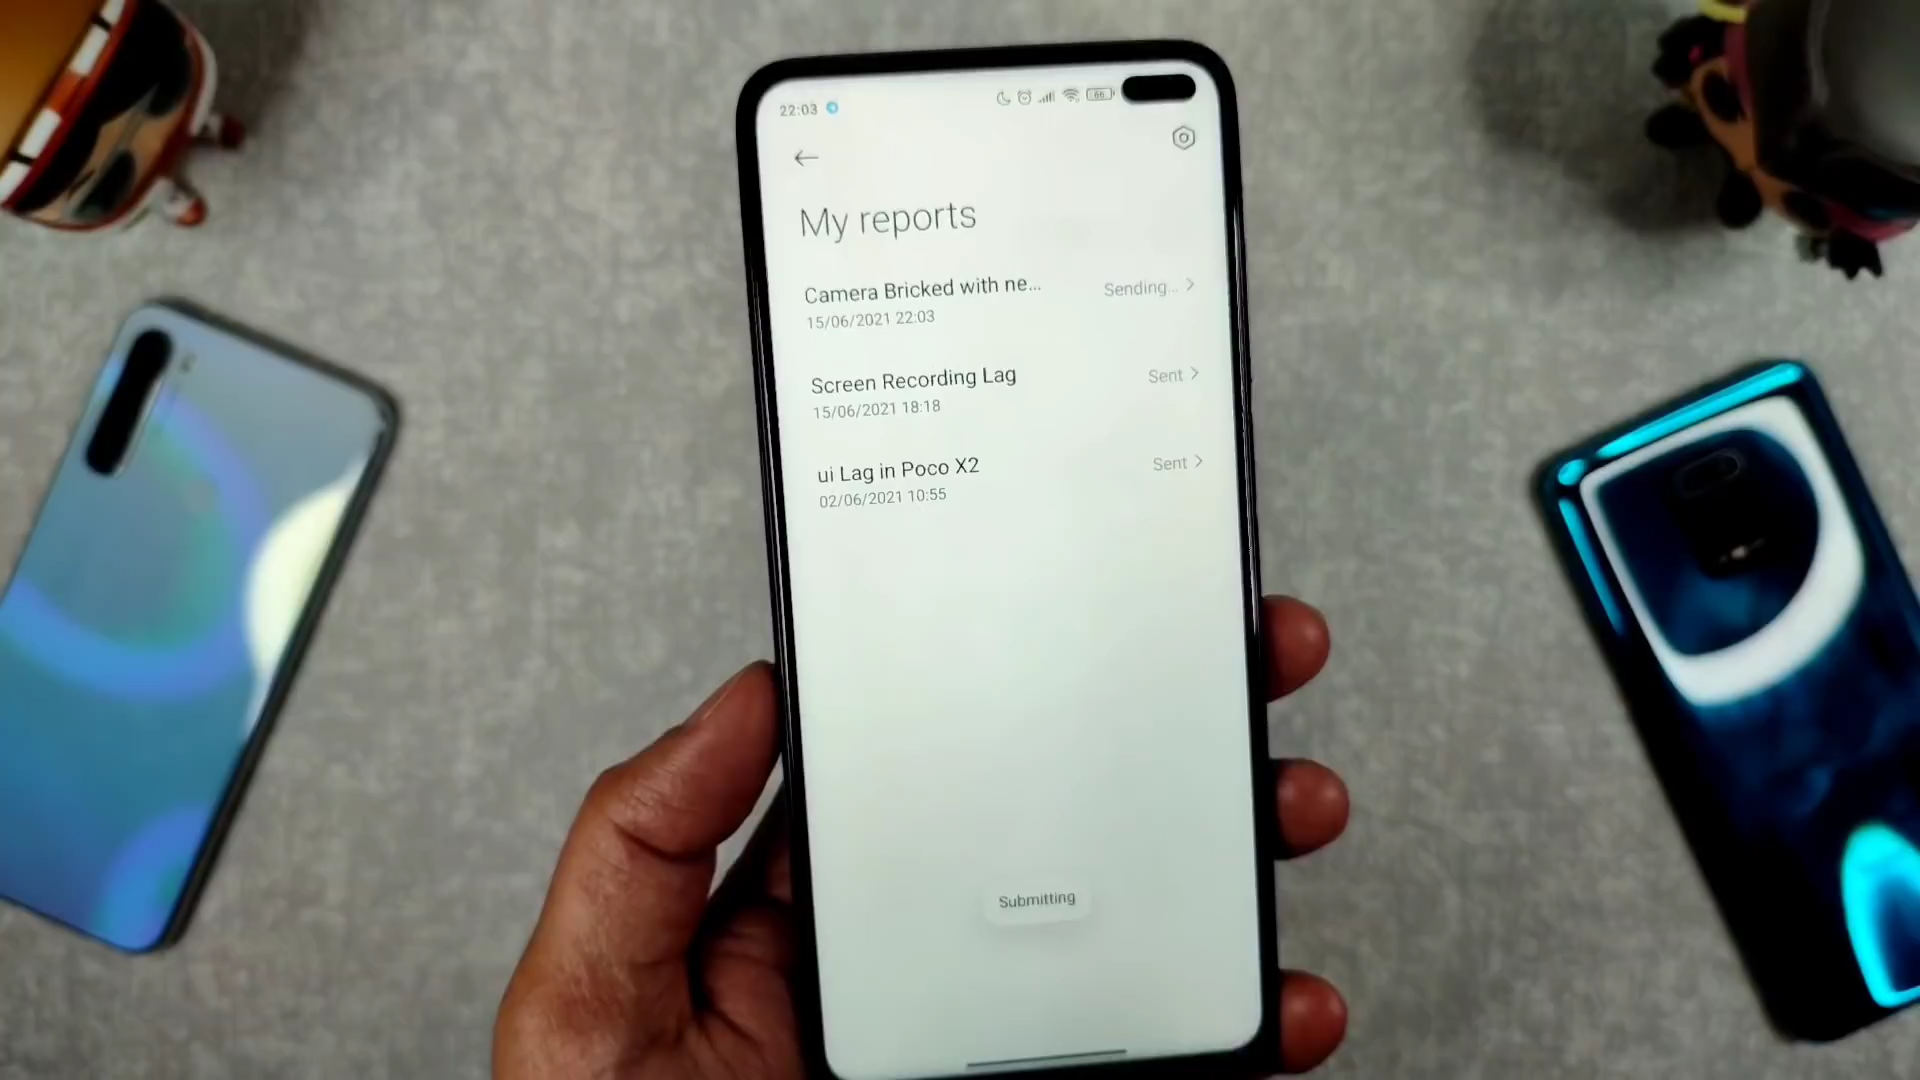 22:03
66
My reports
Camera Bricked with ne...
Sending...
15/06/2021 22:03
Screen Recording Lag
Sent
15/06/2021 18:18
ui Lag in Poco X2
Sent
02/06/2021 10:55
Submitting